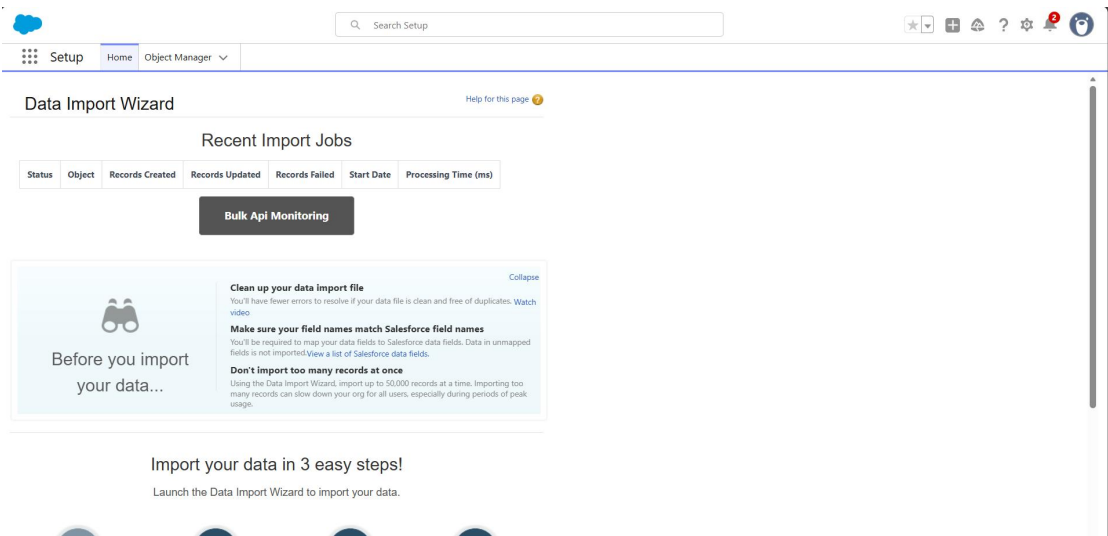 Search Setup
2
Setup
Home
Object Manager
Data Import Wizard
Help for this page ?
Recent Import Jobs
Status Object Records Created Records Updated Records Failed Start Date Processing Time (ms)
Bulk Api Monitoring
Collapse
Before you import
your data...
Clean up your data import file
You'll have fewer errors to resolve if your data file is clean and free of duplicates. Watch
video
Make sure your field names match Salesforce field names
You'll be required to map your data fields to Salesforce data fields. Data in unmapped
fields is not imported.View a list of Salesforce data fields.
Don't import too many records at once
Using the Data Import Wizard, import up to 50,000 records at a time. Importing too
many records can slow down your org for all users, especially during periods of peak
usage.
Import your data in 3 easy steps!
Launch the Data Import Wizard to import your data.